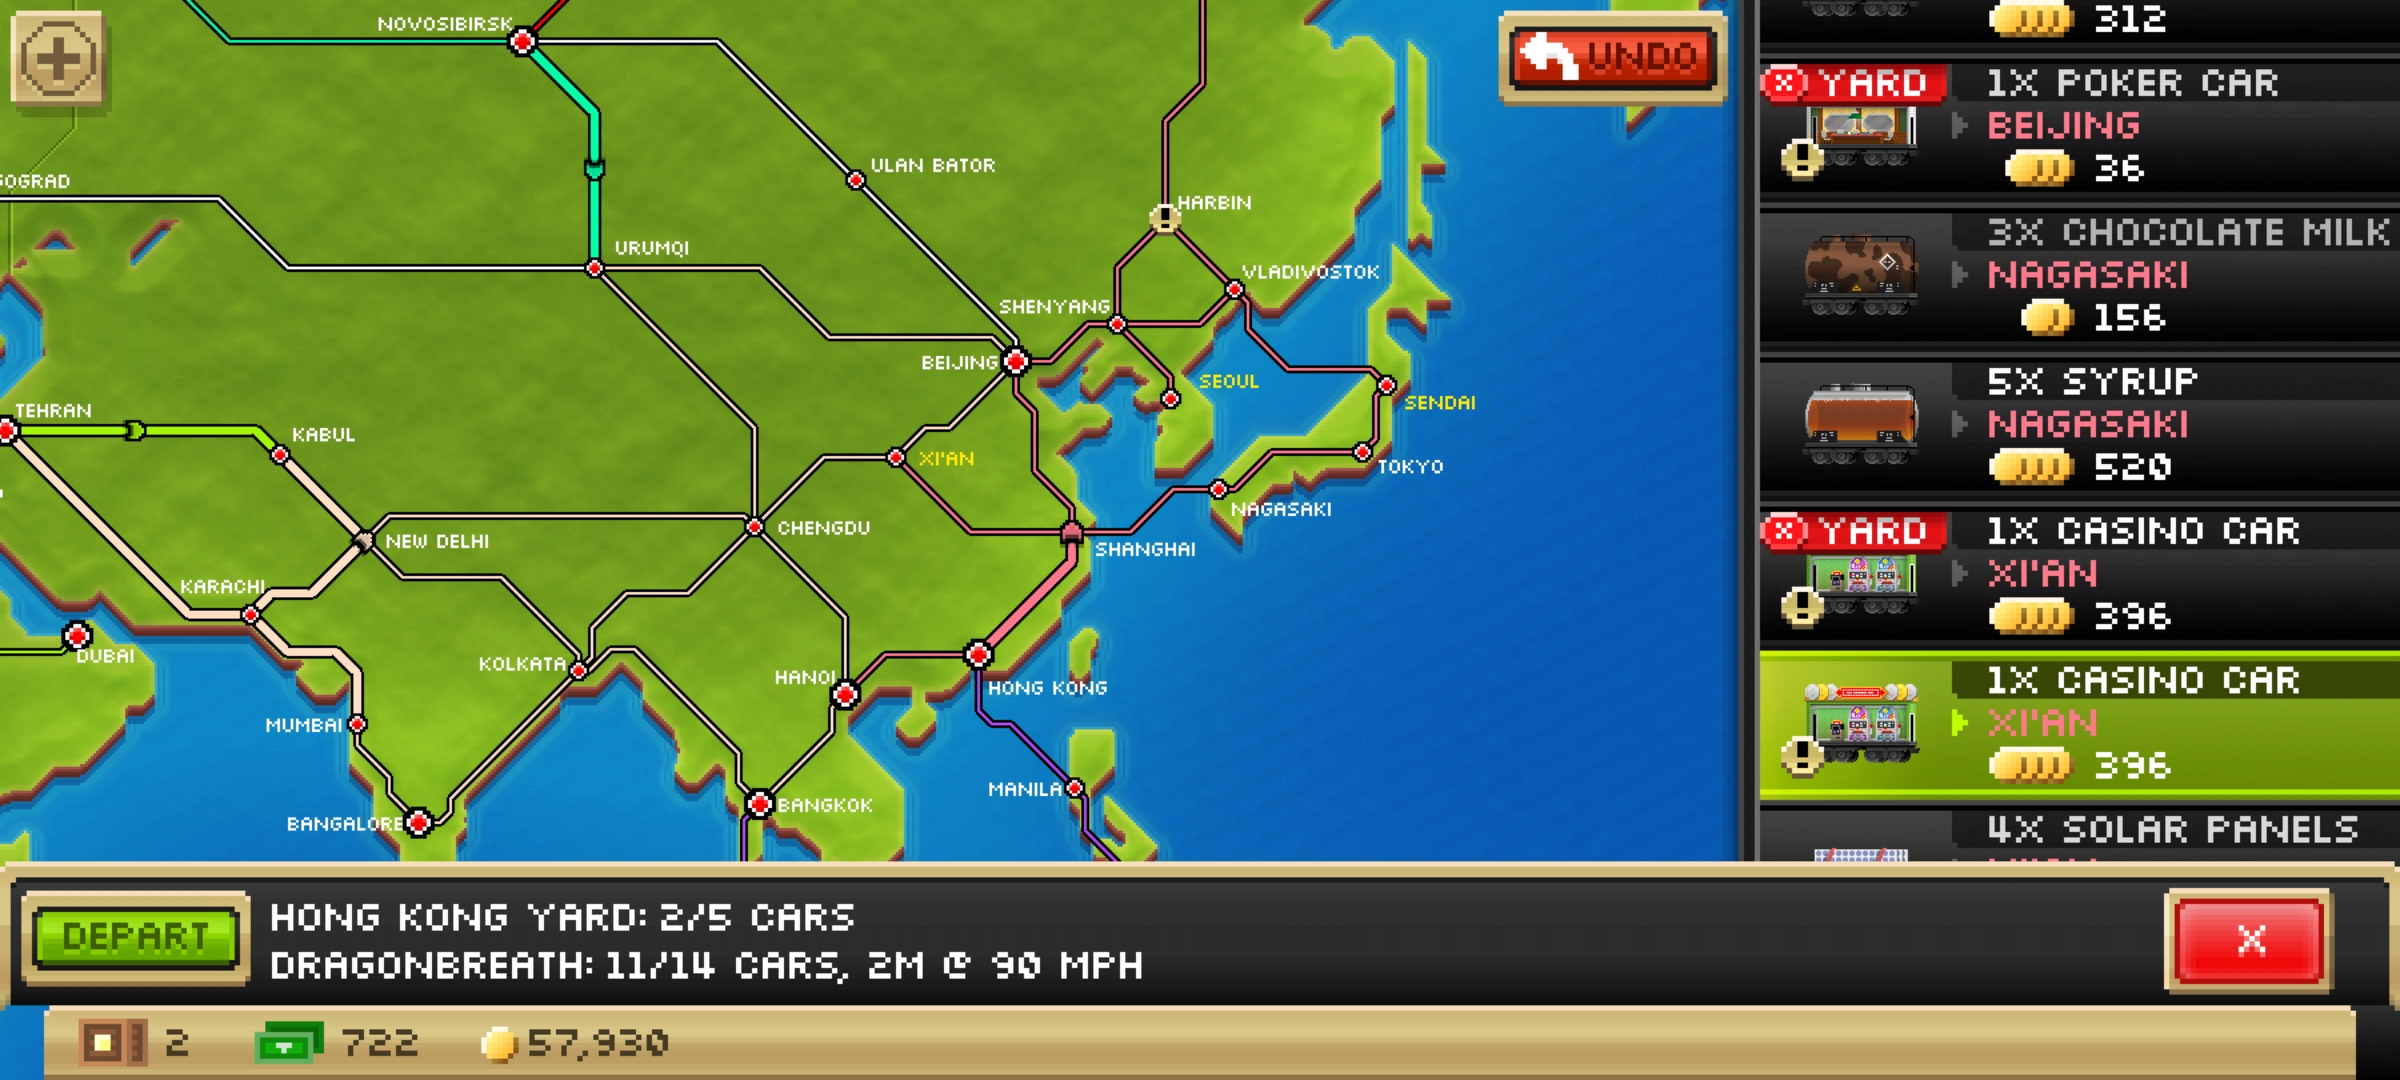 NOVOSIBIRSK
UNDO
ULAN BATOR
OGRAD
HARBIN
URUMQI
VLADIVOSTOK
SHENYANG
BEIJING
SEOUL
SENDAI
TEHRAN
KABUL
XI'AN
TOKYO
NAGASAKI
NEW DELHI
CHENGDU
SHANGHAI
KARACHI
DUBAI
KOLKATA
HANOI
HONG KONG
MUMBAI
MANILA
BANGALORE
BANGKOK
312
YARD
1X POKER CAR
BEIJING
36
3X CHOCOLATE MILK
NAGASAKI
156
5X SYRUP
NAGASAKI
520
YARD
1X CASINO CAR
XI'AN
396
1X CASINO CAR
XI'AN
396
4X SOLAR PANELS
DEPART
HONG KONG YARD: 2/5 CARS
DRAGONBREATH: 11/14 CARS, 2M @ 90 MPH
X
2
722
57,930